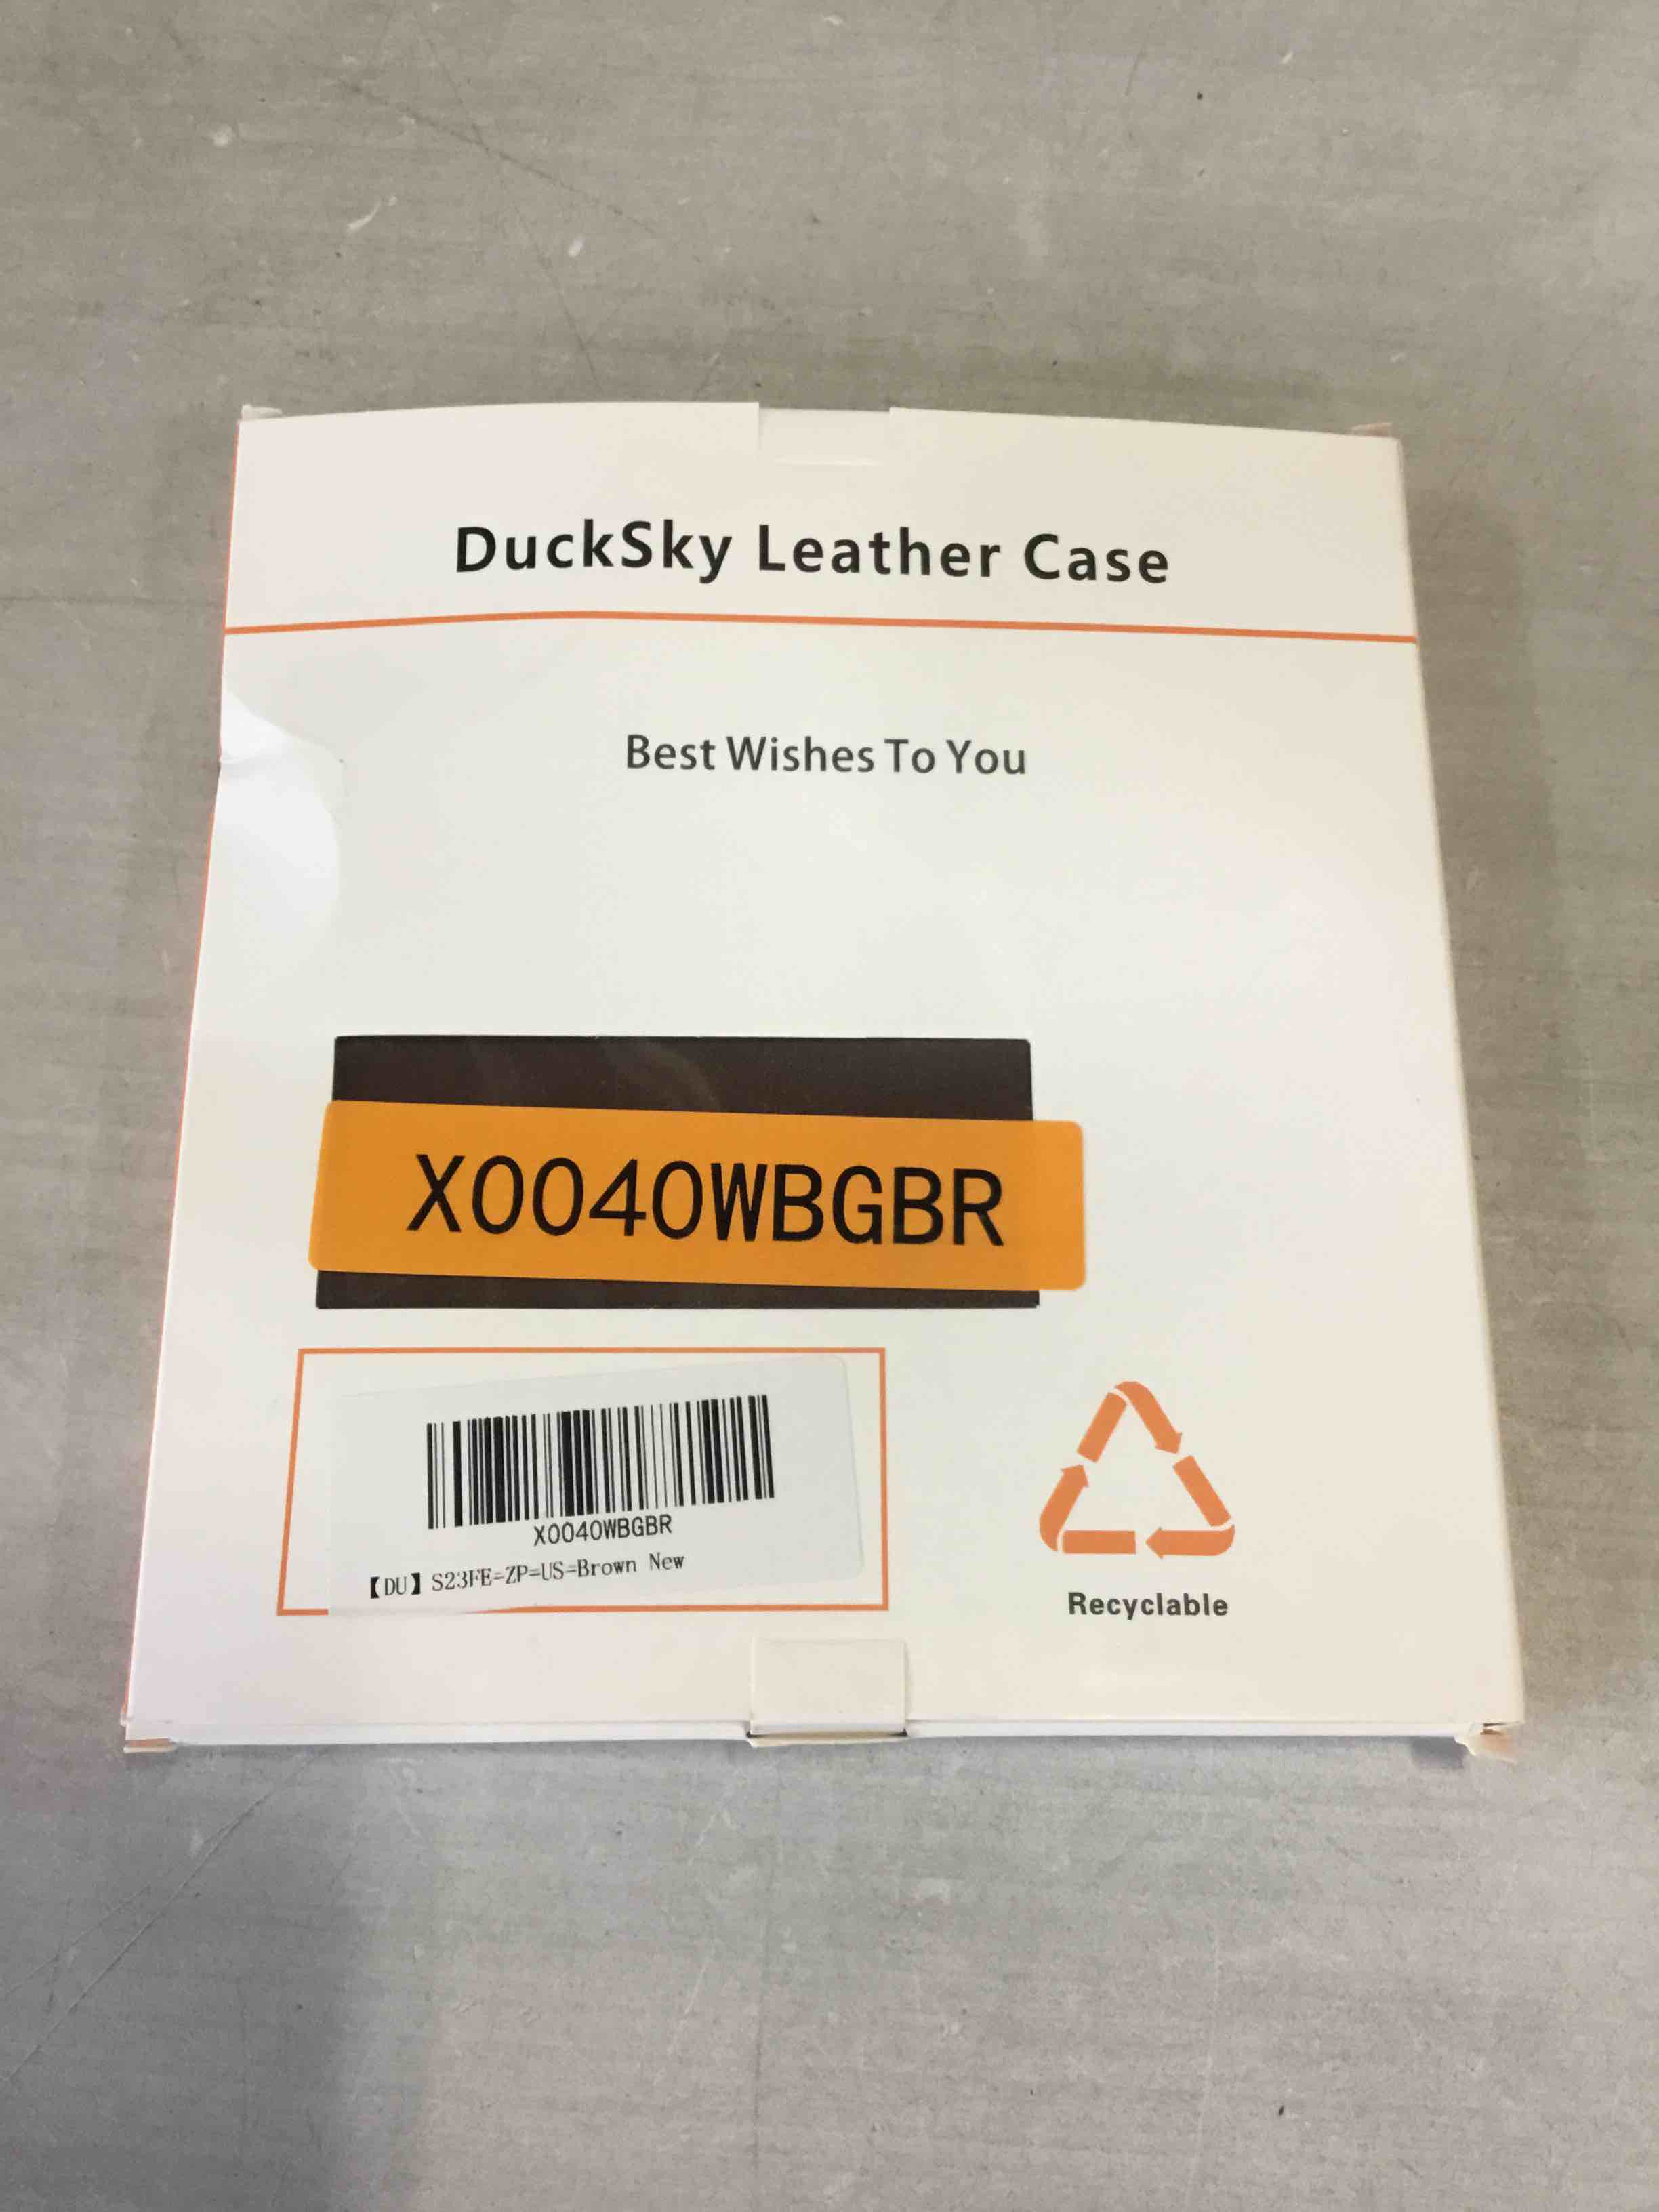 DuckSky Leather Case
Best Wishes To You
X0040WBGBR
X0040WBGBR
【DU】S23FE=ZP=US=Brown New
Recyclable